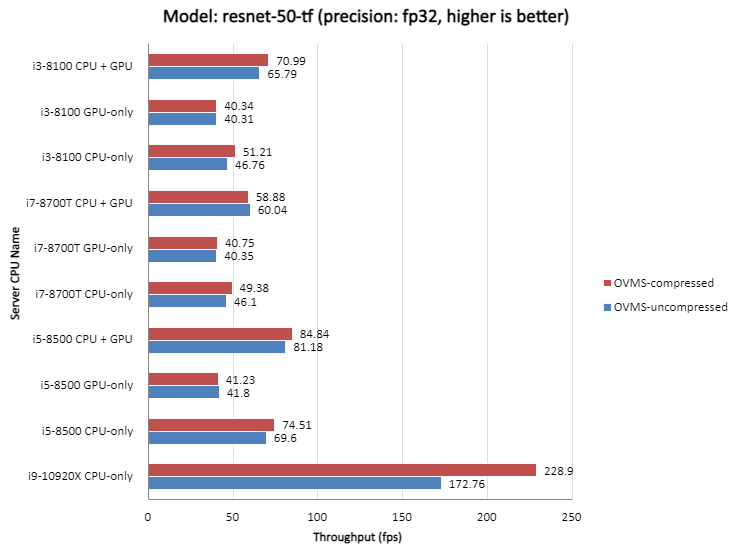 Model: resnet-50-tf (precision: fp32, higher is better)
Server CPU Name
i3-8100 CPU + GPU
70.99
65.79
i3-8100 GPU-only
40.34
40.31
i3-8100 CPU-only
51.21
46.76
i7-8700T CPU + GPU
58.88
60.04
i7-8700T GPU-only
40.75
40.35
i7-8700T CPU-only
49.38
46.1
i5-8500 CPU + GPU
84.84
81.18
i5-8500 GPU-only
41.23
41.8
i5-8500 CPU-only
74.51
69.6
i9-10920X CPU-only
228.9
172.76
OVMS-compressed
OVMS-uncompressed
0 50 100 150 200 250
Throughput (fps)